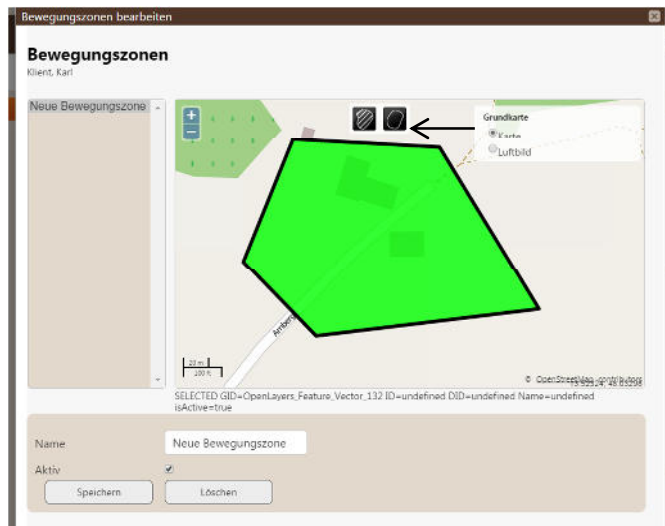 Bewegungszonen bearbeiten
Bewegungszonen
Klient, Karl
Neue Bewegungszone
+
−
Grundkarte
Karte
Luftbild
Amberg
20 m
100 ft
© OpenStreetMap contributors
SELECTED GID=OpenLayers_Feature_Vector_132 ID=undefined DID=undefined Name=undefined
isActive=true
Name
Neue Bewegungszone
Aktiv
Speichern
Löschen